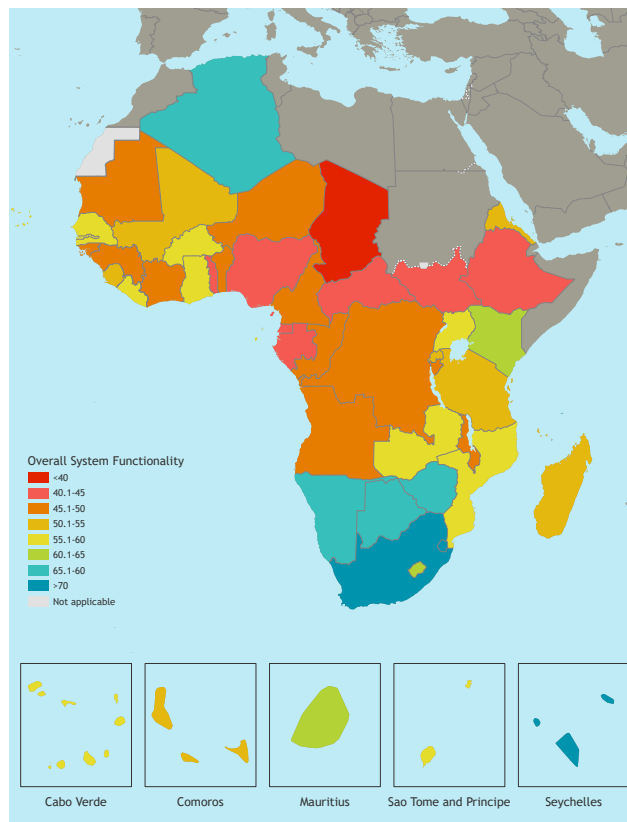 Overall System Functionality
<40
40.1-45
45.1-50
50.1-55
55.1-60
60.1-65
65.1-60
>70
Not applicable
Cabo Verde
Comoros
Mauritius
Sao Tome and Principe
Seychelles